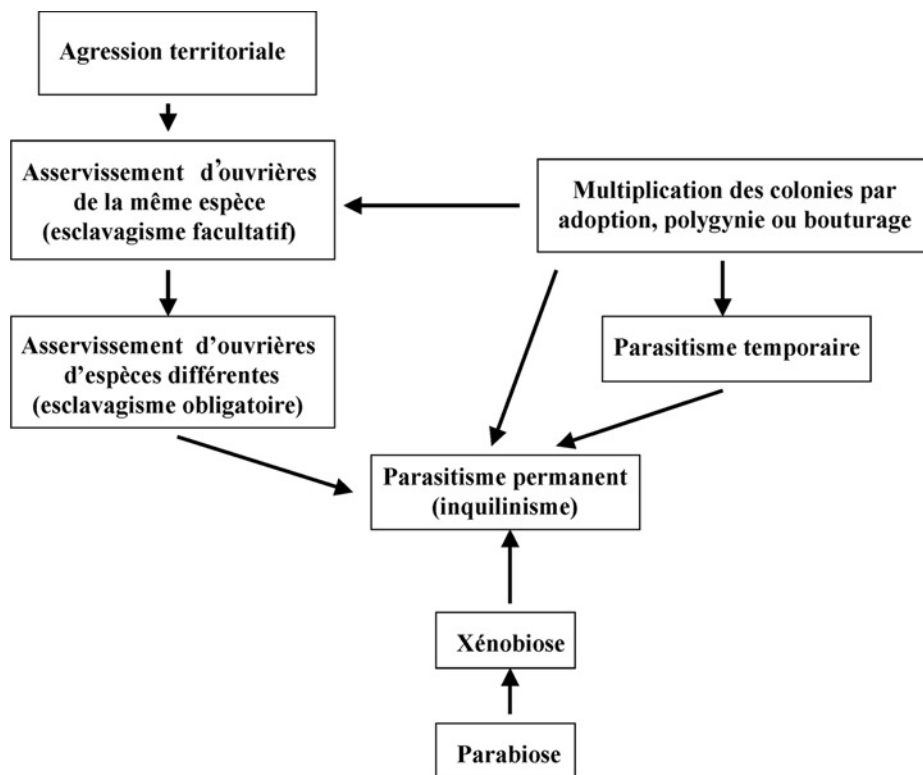 Agression territoriale
Asservissement d'ouvrières
de la même espèce
(esclavagisme facultatif)
Multiplication des colonies par
adoption, polygynie ou bouturage
Asservissement d'ouvrières
d'espèces différentes
(esclavagisme obligatoire)
Parasitisme temporaire
Parasitisme permanent
(inquilinisme)
Xénobiose
Parabiose